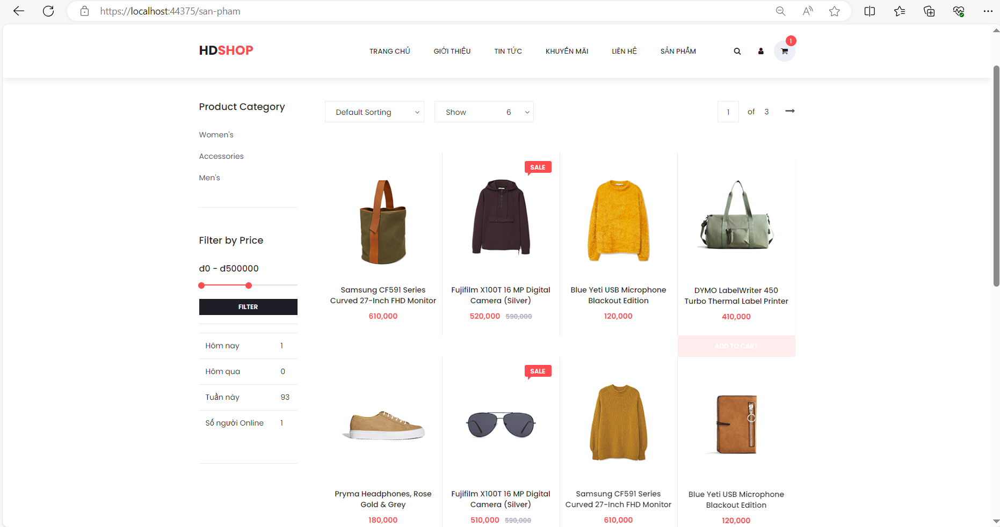 https://localhost:44375/san-pham
HDSHOP
TRANG CHỦ GIỚI THIỆU TIN TỨC KHUYẾN MÃI LIÊN HỆ SẢN PHẨM
1
Product Category
Women's
Accessories
Men's
Filter by Price
đ0 - đ500000
FILTER
Hôm nay 1
Hôm qua 0
Tuần này 93
Số người Online 1
Default Sorting
Show 6
1 of 3
Samsung CF591 Series
Curved 27-Inch FHD Monitor
610,000
SALE
Fujifilm X100T 16 MP Digital
Camera (Silver)
520,000 590,000
Blue Yeti USB Microphone
Blackout Edition
120,000
DYMO LabelWriter 450
Turbo Thermal Label Printer
410,000
ADD TO CART
Pryma Headphones, Rose
Gold & Grey
180,000
SALE
Fujifilm X100T 16 MP Digital
Camera (Silver)
510,000 590,000
Samsung CF591 Series
Curved 27-Inch FHD Monitor
610,000
Blue Yeti USB Microphone
Blackout Edition
120,000